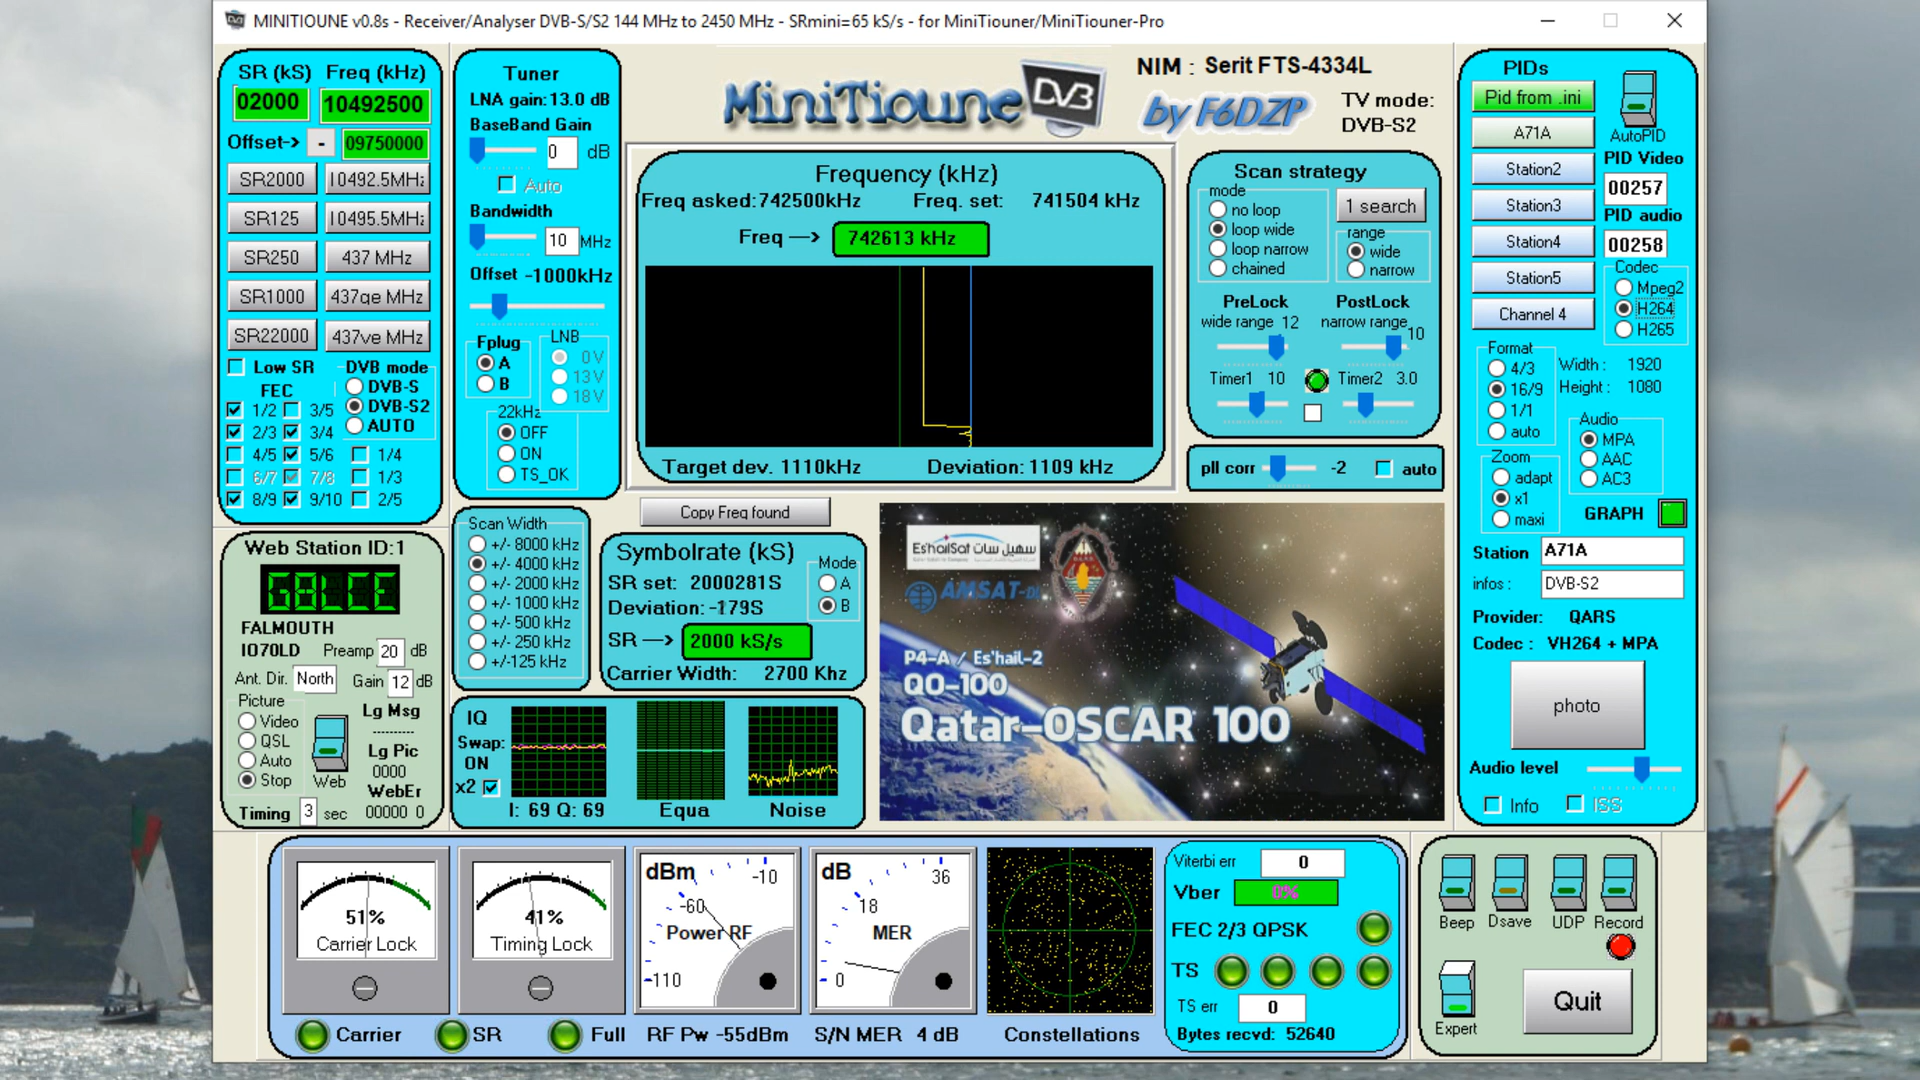 MINITIOUNE v0.8s - Receiver/Analyser DVB-S/S2 144 MHz to 2450 MHz - SRmini=65 kS/s - for MiniTiouner/MiniTiouner-Pro
SR (kS) Freq (kHz)
02000 10492500
Offset-> - 09750000
SR2000 10492.5MHz
SR125 10495.5MHz
SR250 437 MHz
SR1000 437qe MHz
SR22000 437ve MHz
Low SR
DVB mode
DVB-S
DVB-S2
AUTO
FEC
1/2 3/5
2/3 3/4
4/5 5/6 1/4
6/7 7/8 1/3
8/9 9/10 2/5
Tuner
LNA gain:13.0 dB
BaseBand Gain
0 dB
Auto
Bandwidth
10 MHz
Offset -1000kHz
Fplug
A
B
LNB
0V
13V
18V
22kHz
OFF
ON
TS_OK
MiniTioune DVB
by F6DZP
NIM : Serit FTS-4334L
TV mode:
DVB-S2
Frequency (kHz)
Freq asked:742500kHz Freq. set: 741504 kHz
Freq —> 742613 kHz
Target dev. 1110kHz Deviation: 1109 kHz
Scan strategy
mode
no loop
loop wide
loop narrow
chained
1 search
range
wide
narrow
PreLock PostLock
wide range 12 narrow range 10
Timer1 10 Timer2 3.0
pll corr -2 auto
PIDs
Pid from .ini
A71A
Station2
Station3
Station4
Station5
Channel 4
AutoPID
PID Video
00257
PID audio
00258
Codec
Mpeg2
H264
H265
Format
4/3
16/9
1/1
auto
Width : 1920
Height : 1080
Audio
MPA
AAC
AC3
Zoom
adapt
x1
maxi
GRAPH
Station A71A
infos : DVB-S2
Provider: QARS
Codec : VH264 + MPA
photo
Audio level
Info ISS
Web Station ID:1
G8LCE
FALMOUTH
IO70LD Preamp 20 dB
Ant. Dir. North Gain 12 dB
Picture
Video
QSL
Auto
Stop
Web
Lg Msg
----------
Lg Pic
0000
WebEr
00000 0
Timing 3 sec
Scan Width
+/- 8000 kHz
+/- 4000 kHz
+/- 2000 kHz
+/- 1000 kHz
+/- 500 kHz
+/- 250 kHz
+/-125 kHz
Copy Freq found
Symbolrate (kS)
SR set: 2000281S
Deviation:-179S
SR —> 2000 kS/s
Carrier Width: 2700 Khz
Mode
A
B
IQ
Swap:
ON
x2
I: 69 Q: 69 Equa Noise
Es'hailSat سهيل سات
AMSAT-DL
P4-A / Es'hail-2
QO-100
Qatar-OSCAR 100
51%
Carrier Lock
41%
Timing Lock
dBm
-10
-60
Power RF
-110
dB
36
18
MER
0
Carrier SR Full RF Pw -55dBm S/N MER 4 dB Constellations
Viterbi err 0
Vber 0%
FEC 2/3 QPSK
TS
TS err 0
Bytes recvd: 52640
Beep Dsave UDP Record
Expert
Quit